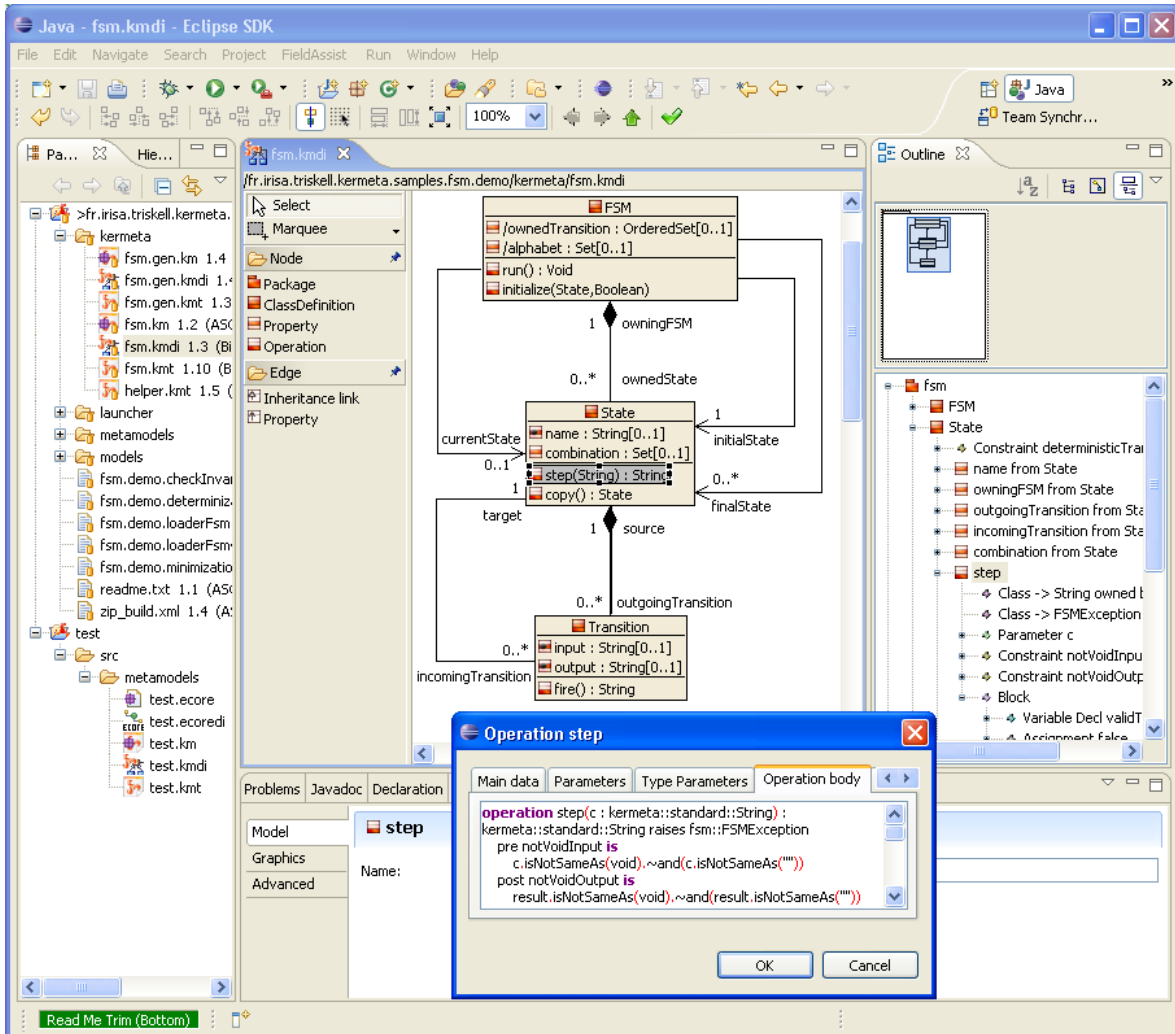 Java - fsm.kmdi - Eclipse SDK
File Edit Navigate Search Project FieldAssist Run Window Help
100%
Java
Team Synchr...
Pa...
Hie...
fsm.kmdi
Outline
/fr.irisa.triskell.kermeta.samples.fsm.demo/kermeta/fsm.kmdi
>fr.irisa.triskell.kermeta.
kermeta
fsm.gen.km 1.4
fsm.gen.kmdi 1.4
fsm.gen.kmt 1.3
fsm.km 1.2 (ASC
fsm.kmdi 1.3 (Bi
fsm.kmt 1.10 (B
helper.kmt 1.5 (
launcher
metamodels
models
fsm.demo.checkInvar
fsm.demo.determiniz
fsm.demo.loaderFsm
fsm.demo.loaderFsm
fsm.demo.minimizatio
readme.txt 1.1 (ASC
zip_build.xml 1.4 (A
test
src
metamodels
test.ecore
test.ecoredi
test.km
test.kmdi
test.kmt
Select
Marquee
Node
Package
ClassDefinition
Property
Operation
Edge
Inheritance link
Property
FSM
/ownedTransition : OrderedSet[0..1]
/alphabet : Set[0..1]
run() : Void
initialize(State,Boolean)
1 owningFSM
0..* ownedState
State
name : String[0..1]
combination : Set[0..1]
step(String) : String
copy() : State
currentState
0..1
1
initialState
0..*
finalState
1
target
1 source
0..* outgoingTransition
Transition
input : String[0..1]
output : String[0..1]
fire() : String
0..*
incomingTransition
fsm
FSM
State
Constraint deterministicTrai
name from State
owningFSM from State
outgoingTransition from Sta
incomingTransition from Sta
combination from State
step
Class -> String owned b
Class -> FSMException
Parameter c
Constraint notVoidInpu
Constraint notVoidOutp
Block
Variable Decl validT
Assignment false
Problems Javadoc Declaration
Model
Graphics
Advanced
step
Name:
Operation step
Main data Parameters Type Parameters Operation body
operation step(c : kermeta::standard::String) :
kermeta::standard::String raises fsm::FSMException
pre notVoidInput is
c.isNotSameAs(void).~and(c.isNotSameAs(""))
post notVoidOutput is
result.isNotSameAs(void).~and(result.isNotSameAs(""))
OK
Cancel
Read Me Trim (Bottom)